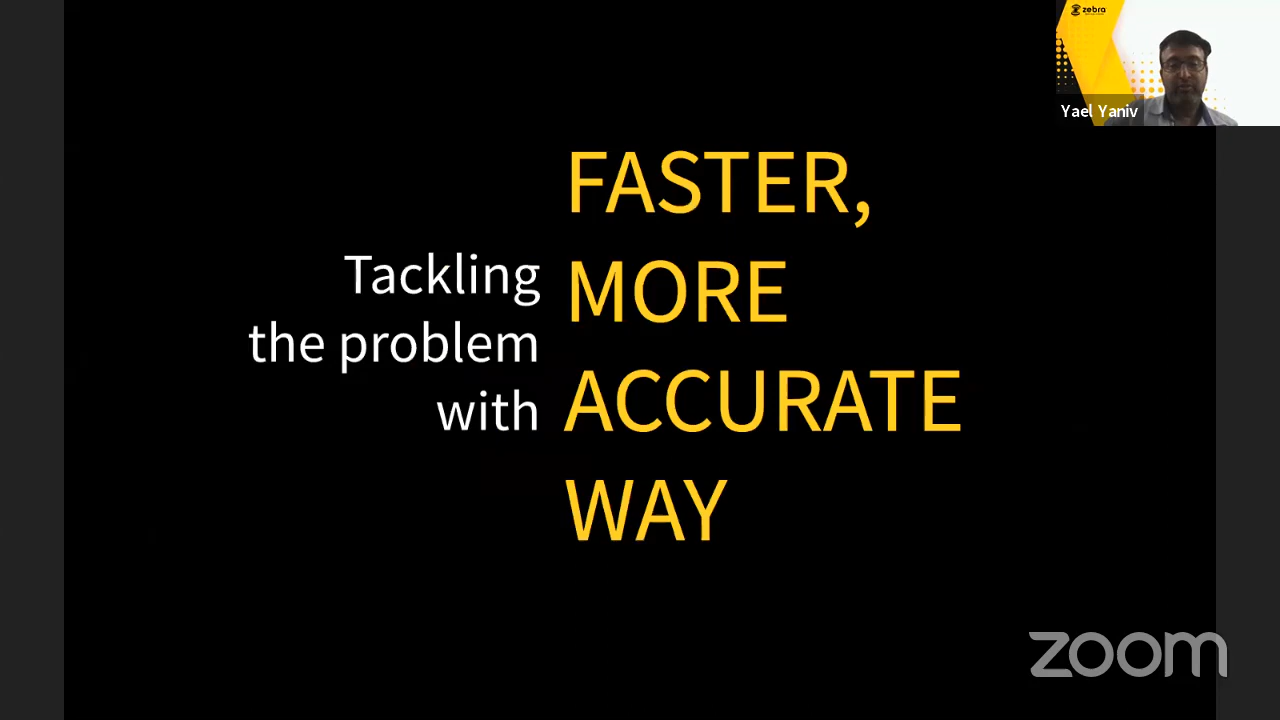 Tackling
the problem
with
FASTER,
MORE
ACCURATE
WAY
zebra
Yael Yaniv
zoom